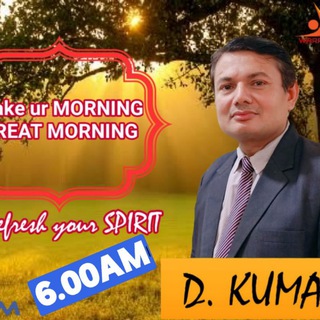 ake ur MORNING
REAT MORNING
efresh your SPIRIT
6.00AM
M
D. KUMA